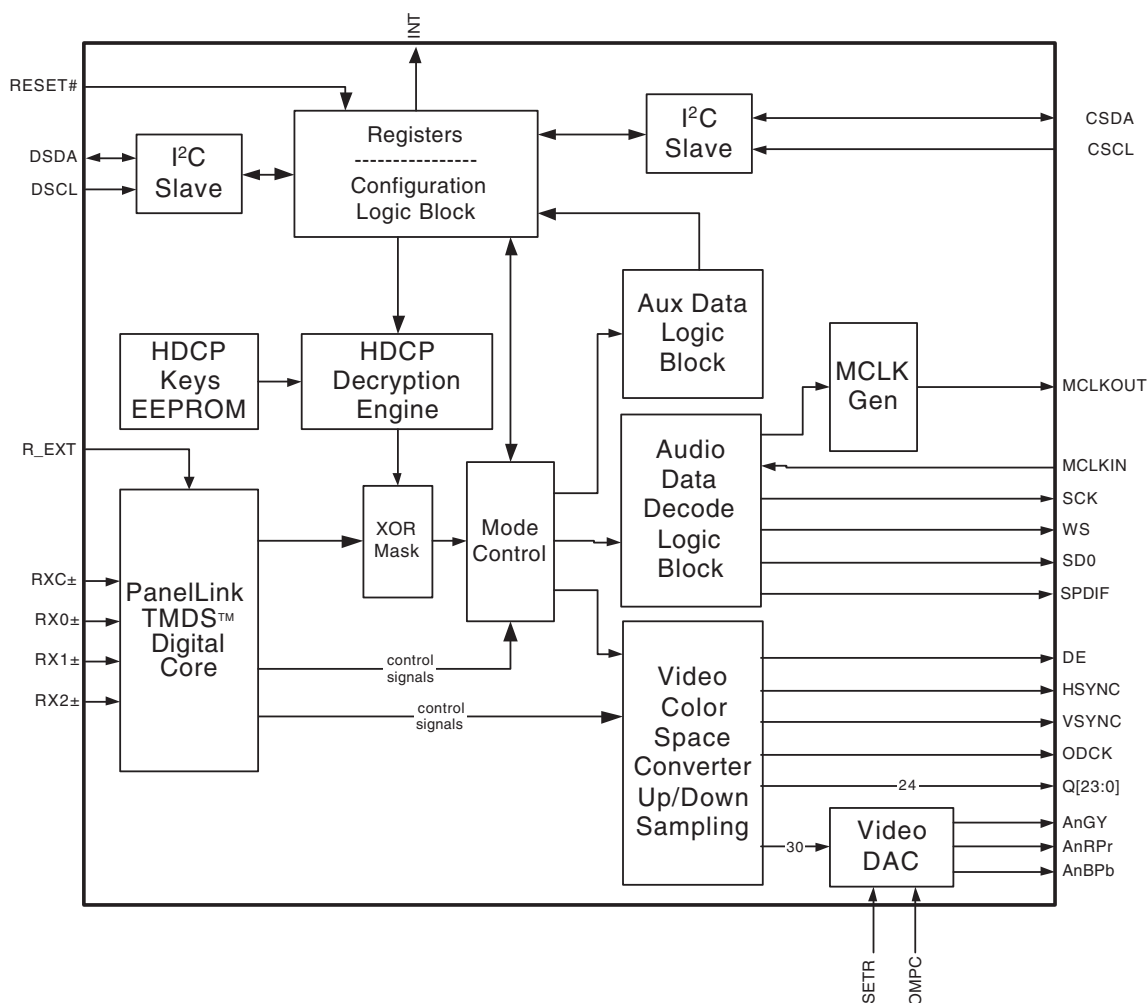 INT
RESET#
DSDA
DSCL
I²C
Slave
Registers
----------------
Configuration
Logic Block
I²C
Slave
CSDA
CSCL
HDCP
Keys
EEPROM
HDCP
Decryption
Engine
Aux Data
Logic
Block
MCLK
Gen
MCLKOUT
R_EXT
XOR
Mask
Mode
Control
Audio
Data
Decode
Logic
Block
MCLKIN
SCK
WS
SD0
SPDIF
RXC±
RX0±
RX1±
RX2±
PanelLink
TMDS™
Digital
Core
control
signals
control
signals
Video
Color
Space
Converter
Up/Down
Sampling
DE
HSYNC
VSYNC
ODCK
24
Q[23:0]
30
Video
DAC
AnGY
AnRPr
AnBPb
SETR
OMPC